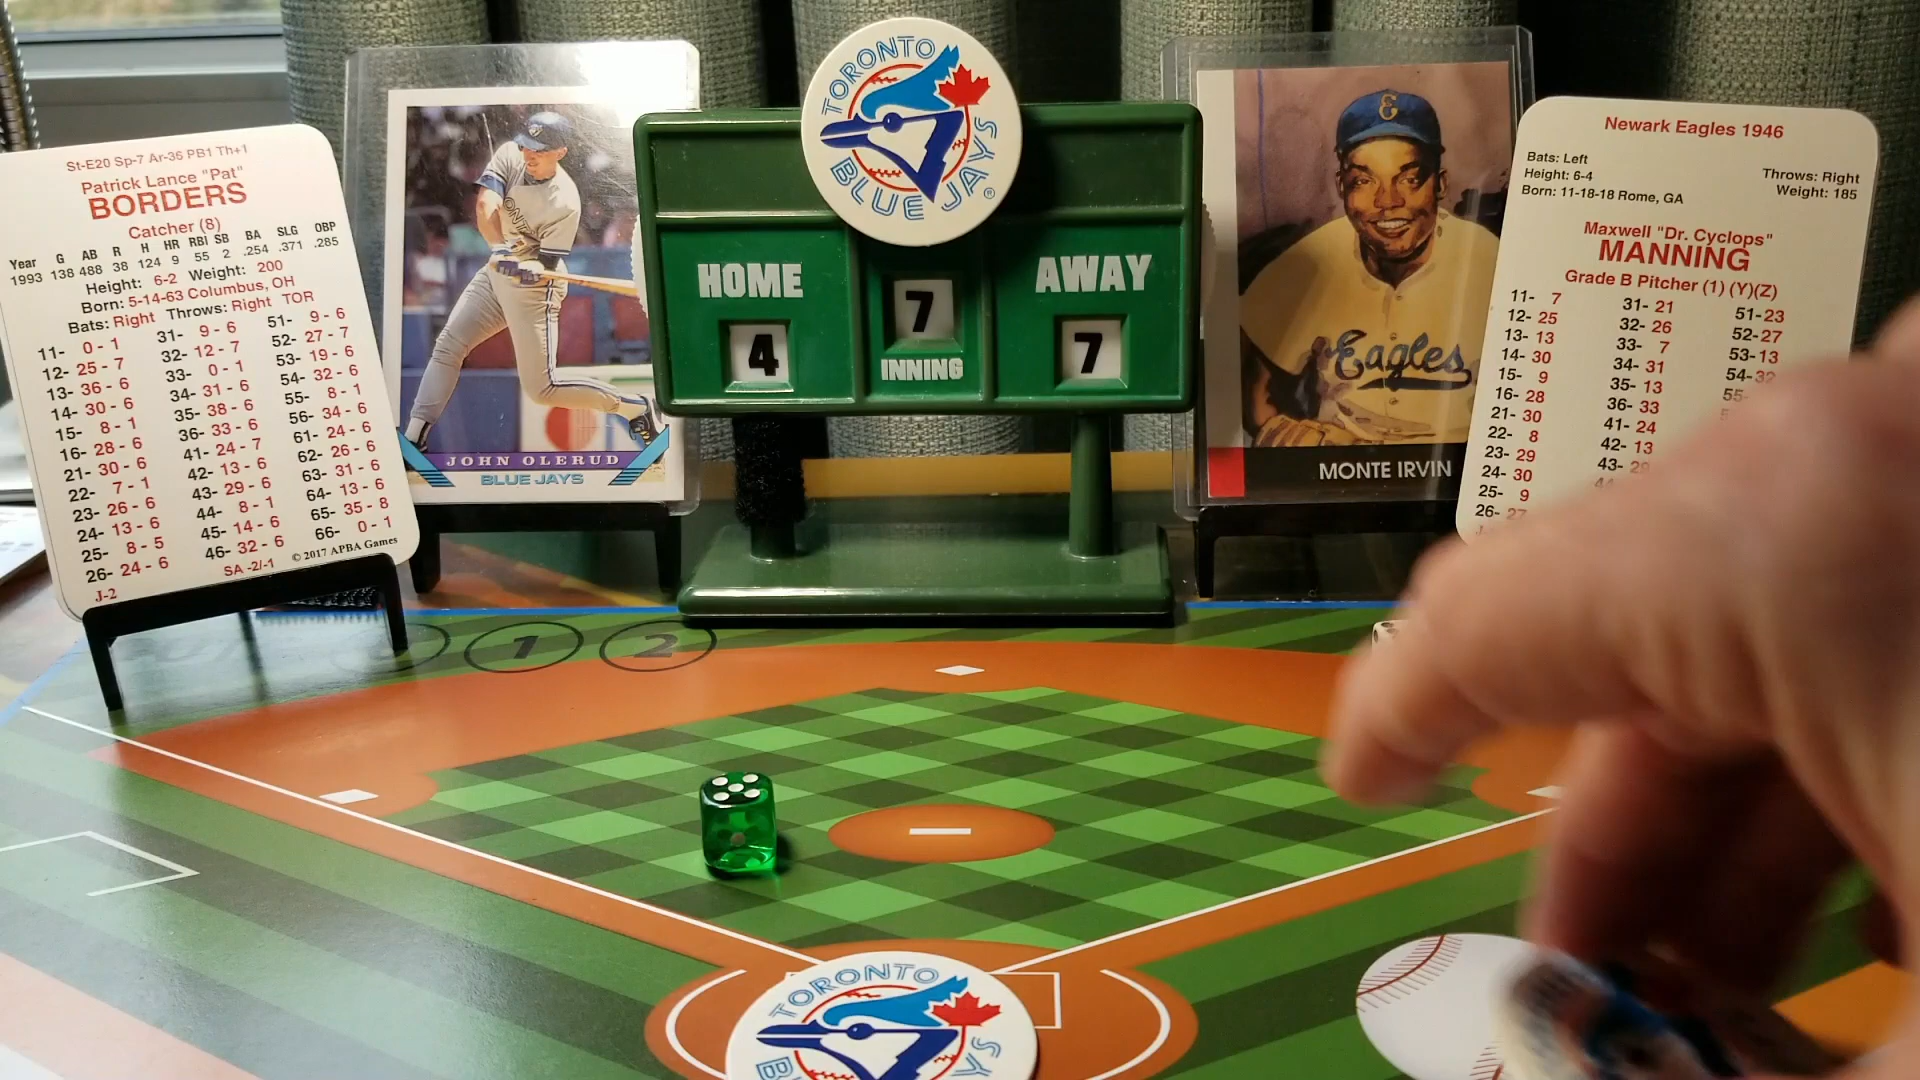 St-E20 Sp-7 Ar-36 PB1 Th+1
Patrick Lance "Pat"
BORDERS
Catcher (8)
Year G AB R H HR RBI SB BA SLG OBP
1993 138 488 38 124 9 55 2 .254 .371 .285
Height: 6-2 Weight: 200
Born: 5-14-63 Columbus, OH
Bats: Right Throws: Right TOR
11- 0 - 1
12- 25 - 7
13- 36 - 6
14- 30 - 6
15- 8 - 1
16- 28 - 6
21- 30 - 6
22- 7 - 1
23- 26 - 6
24- 13 - 6
25- 8 - 5
26- 24 - 6
31- 9 - 6
32- 12 - 7
33- 0 - 1
34- 31 - 6
35- 38 - 6
36- 33 - 6
41- 24 - 7
42- 13 - 6
43- 29 - 6
44- 8 - 1
45- 14 - 6
46- 32 - 6
51- 9 - 6
52- 27 - 7
53- 19 - 6
54- 32 - 6
55- 8 - 1
56- 34 - 6
61- 24 - 6
62- 26 - 6
63- 31 - 6
64- 13 - 6
65- 35 - 8
66- 0 - 1
J-2
SA -2/-1
© 2017 APBA Games
JOHN OLERUD
BLUE JAYS
TORONTO
BLUE JAYS
®
HOME
4
7
INNING
AWAY
7
E
Eagles
MONTE IRVIN
Newark Eagles 1946
Bats: Left
Height: 6-4
Born: 11-18-18 Rome, GA
Throws: Right
Weight: 185
Maxwell "Dr. Cyclops"
MANNING
Grade B Pitcher (1) (Y)(Z)
11- 7
12- 25
13- 13
14- 30
15- 9
16- 28
21- 30
22- 8
23- 29
24- 30
25- 9
26- 27
31- 21
32- 26
33- 7
34- 31
35- 13
36- 33
41- 24
42- 13
43- 29
51- 23
52- 27
53- 13
54- 32
55-
1
2
TORONTO